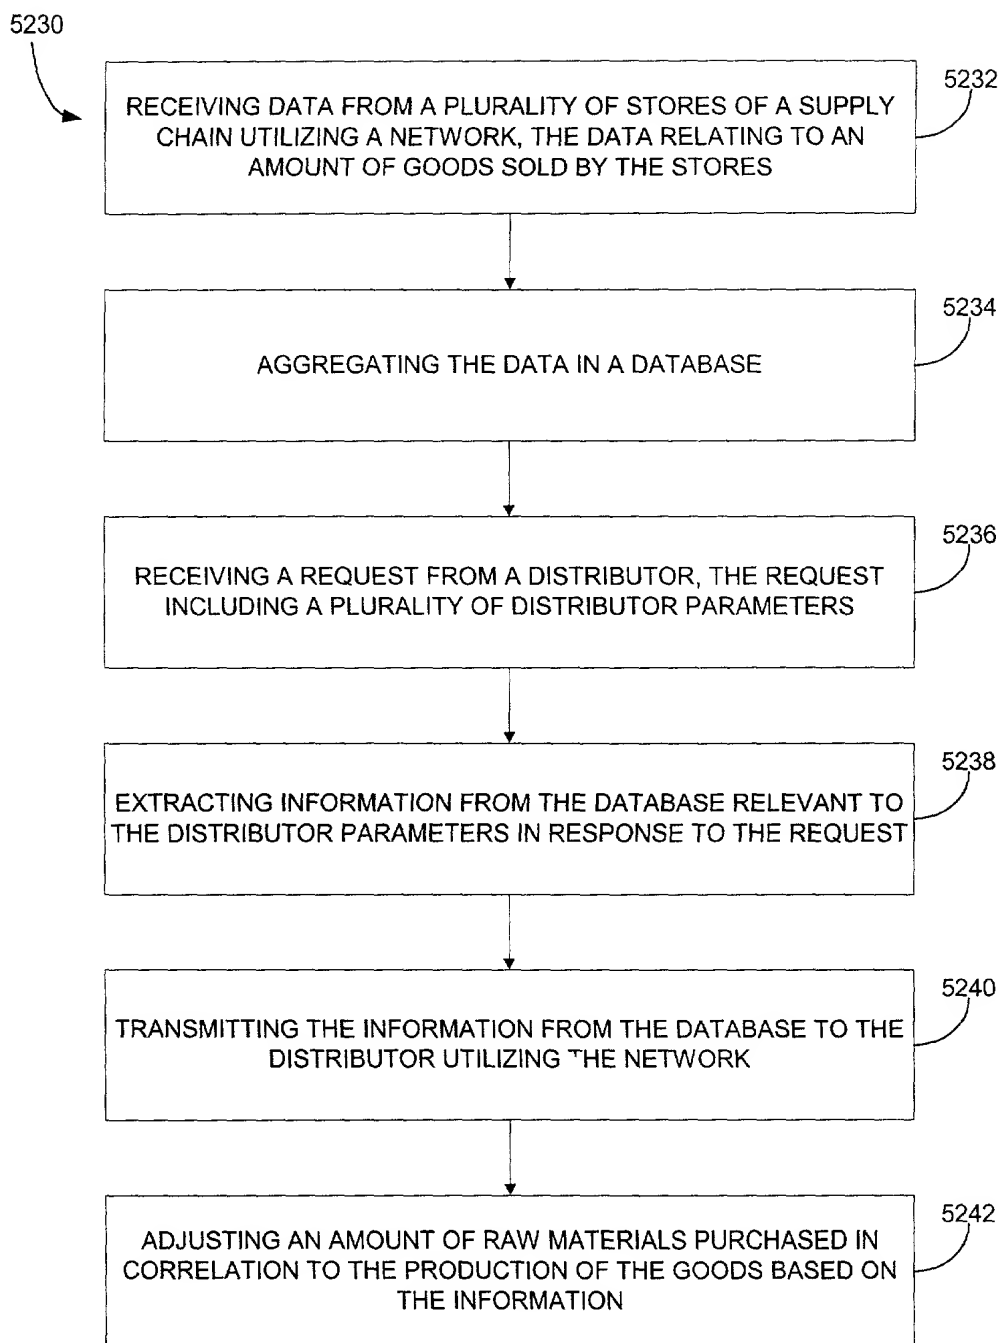 5230
5232
RECEIVING DATA FROM A PLURALITY OF STORES OF A SUPPLY
CHAIN UTILIZING A NETWORK, THE DATA RELATING TO AN
AMOUNT OF GOODS SOLD BY THE STORES
5234
AGGREGATING THE DATA IN A DATABASE
5236
RECEIVING A REQUEST FROM A DISTRIBUTOR, THE REQUEST
INCLUDING A PLURALITY OF DISTRIBUTOR PARAMETERS
5238
EXTRACTING INFORMATION FROM THE DATABASE RELEVANT TO
THE DISTRIBUTOR PARAMETERS IN RESPONSE TO THE REQUEST
5240
TRANSMITTING THE INFORMATION FROM THE DATABASE TO THE
DISTRIBUTOR UTILIZING THE NETWORK
5242
ADJUSTING AN AMOUNT OF RAW MATERIALS PURCHASED IN
CORRELATION TO THE PRODUCTION OF THE GOODS BASED ON
THE INFORMATION